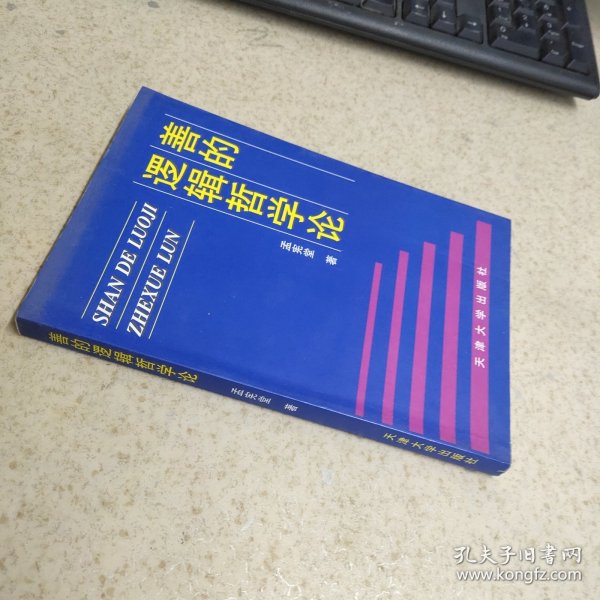 善的
逻辑哲学论
SHAN DE LUOJI
ZHEXUE LUN
孟宪堂 著
天津大学出版社
善的逻辑哲学论
孟宪堂 著
天津大学出版社
孔夫子旧书网
www.kongfz.com